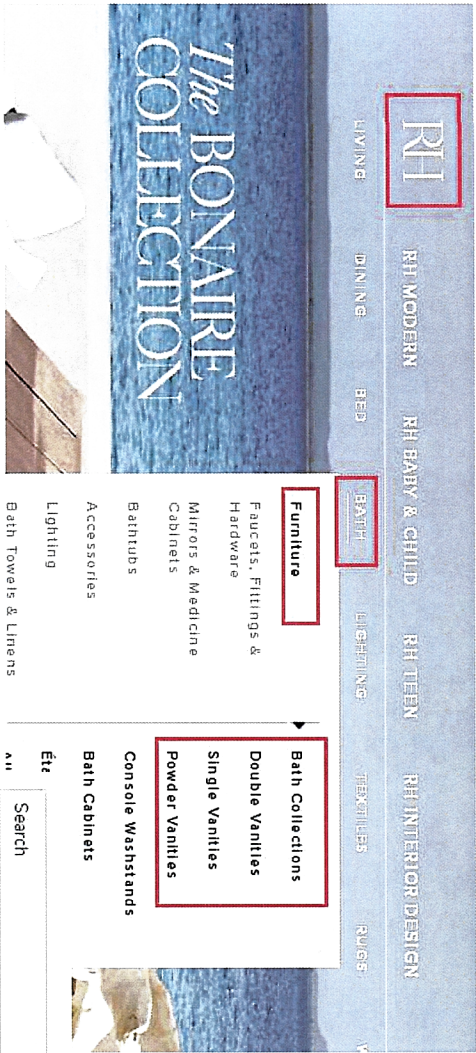 RH
RH MODERN
RH BABY & CHILD
RH TEEN
RH INTERIOR DESIGN
LIVING
DINING
BED
BATH
LIGHTING
TEXTILES
RUGS
The BONAIRE
COLLECTION
Furniture
Faucets, Fittings &
Hardware
Mirrors & Medicine
Cabinets
Bathtubs
Accessories
Lighting
Bath Towels & Linens
Bath Collections
Double Vanities
Single Vanities
Powder Vanities
Console Washstands
Bath Cabinets
Search